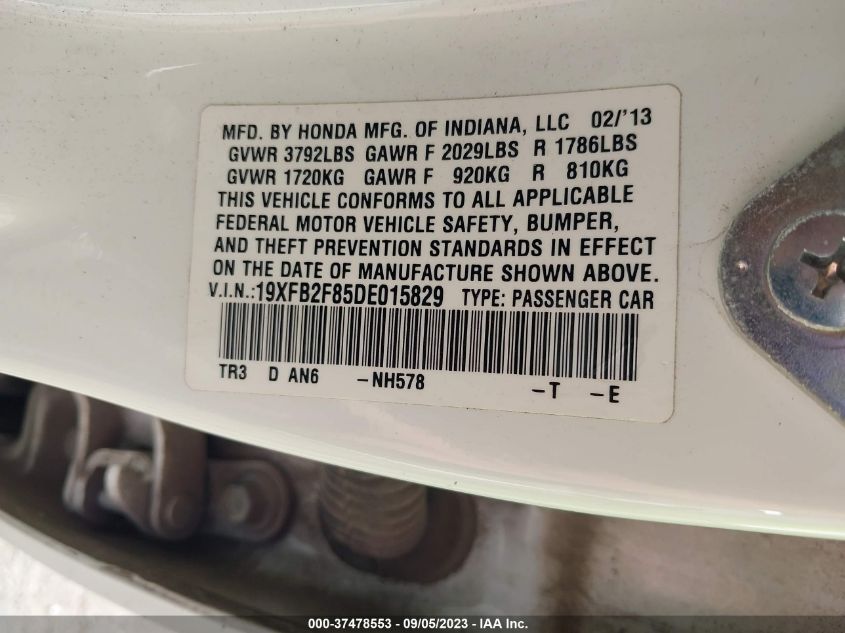 MFD. BY HONDA MFG. OF INDIANA, LLC 02/'13
GVWR 3792LBS GAWR F 2029LBS R 1786LBS
GVWR 1720KG GAWR F 920KG R 810KG
THIS VEHICLE CONFORMS TO ALL APPLICABLE
FEDERAL MOTOR VEHICLE SAFETY, BUMPER,
AND THEFT PREVENTION STANDARDS IN EFFECT
ON THE DATE OF MANUFACTURE SHOWN ABOVE.
V.I.N.:19XFB2F85DE015829 TYPE: PASSENGER CAR
TR3 D AN6 -NH578 -T -E
000-37478553 - 09/05/2023 - IAA Inc.